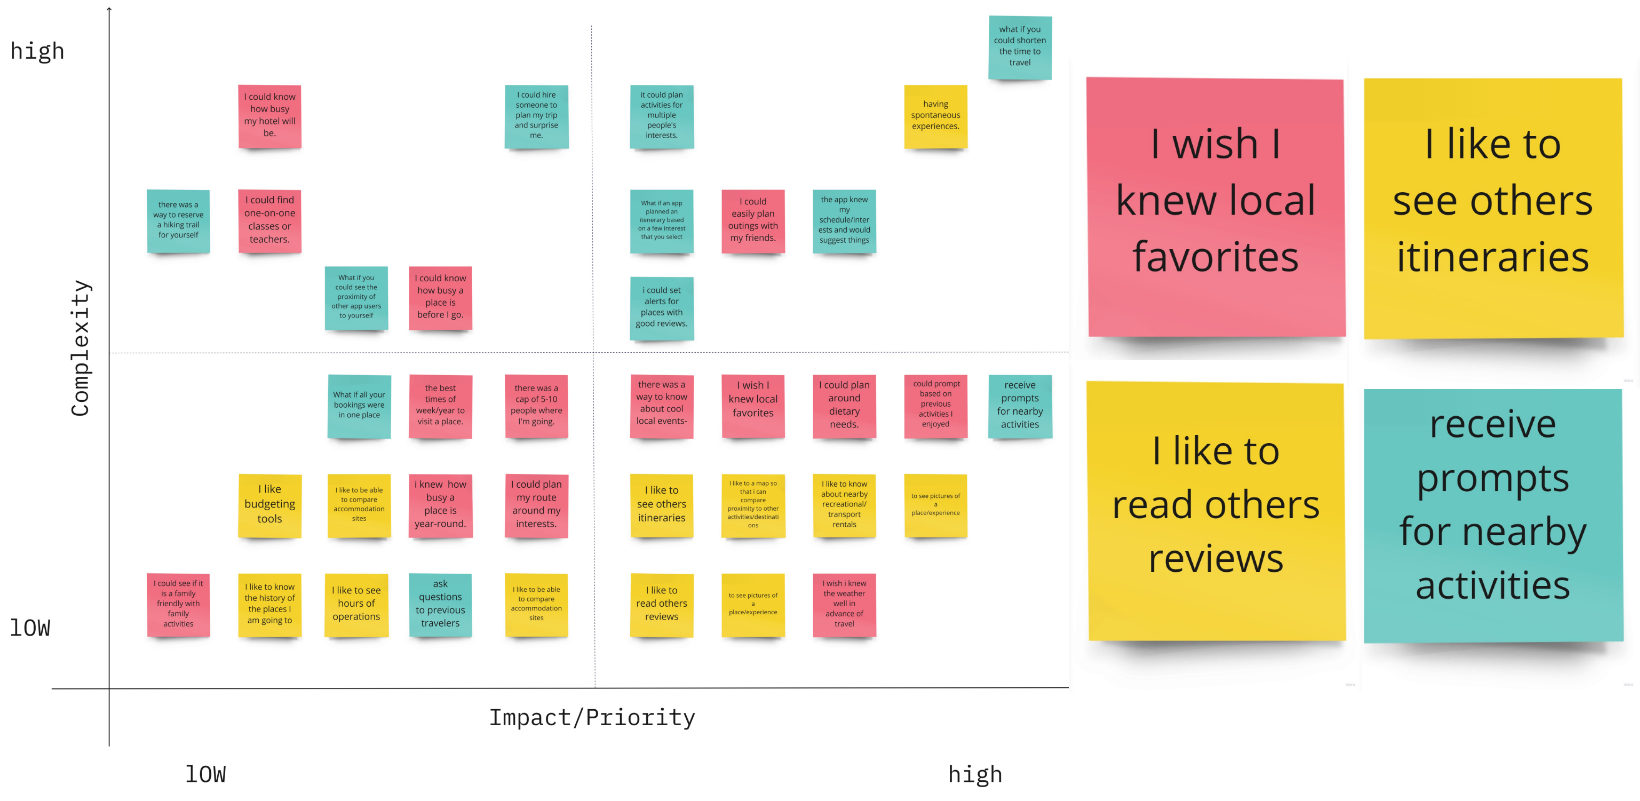 high
Complexity
lOW
Impact/Priority
lOW
high
what if you
could shorten
the time to
travel
I could know
how busy
my hotel will
be.
I could hire
someone to
plan my trip
and surprise
me.
it could plan
activities for
multiple
people's
interests.
having
spontaneous
experiences.
there was a
way to reserve
a hiking trail
for yourself
I could find
one-on-one
classes or
teachers.
What if an app
planned an
itenerary based
on a few interest
that you select
I could
easily plan
outings with
my friends.
the app knew
my
schedule/inter
ests and would
suggest things
What if you
could see the
proximity of
other app users
to yourself
I could know
how busy a
place is
before I go.
i could set
alerts for
places with
good reviews.
What if all your
bookings were
in one place
the best
times of
week/year to
visit a place.
there was a
cap of 5-10
people where
I'm going.
there was a
way to know
about cool
local events-
I wish I
knew local
favorites
I could plan
around
dietary
needs.
could prompt
based on
previous
activities I
enjoyed
receive
prompts
for nearby
activities
I like
budgeting
tools
I like to be able
to compare
accommodation
sites
i knew how
busy a
place is
year-round.
I could plan
my route
around my
interests.
I like to
see others
itineraries
I like to a map so
that I can
compare
proximity to other
activities/destinati
ons
I like to know
about nearby
recreational/
transport
rentals
to see pictures of
a
place/experience
I could see if it
is a family
friendly with
family
activities
I like to know
the history of
the places I
am going to
I like to see
hours of
operations
ask
questions
to previous
travelers
I like to be able
to compare
accommodation
sites
I like to
read others
reviews
to see pictures of
a
place/experience
I wish i knew
the weather
well in
advance of
travel
I wish I
knew local
favorites
I like to
see others
itineraries
I like to
read others
reviews
receive
prompts
for nearby
activities